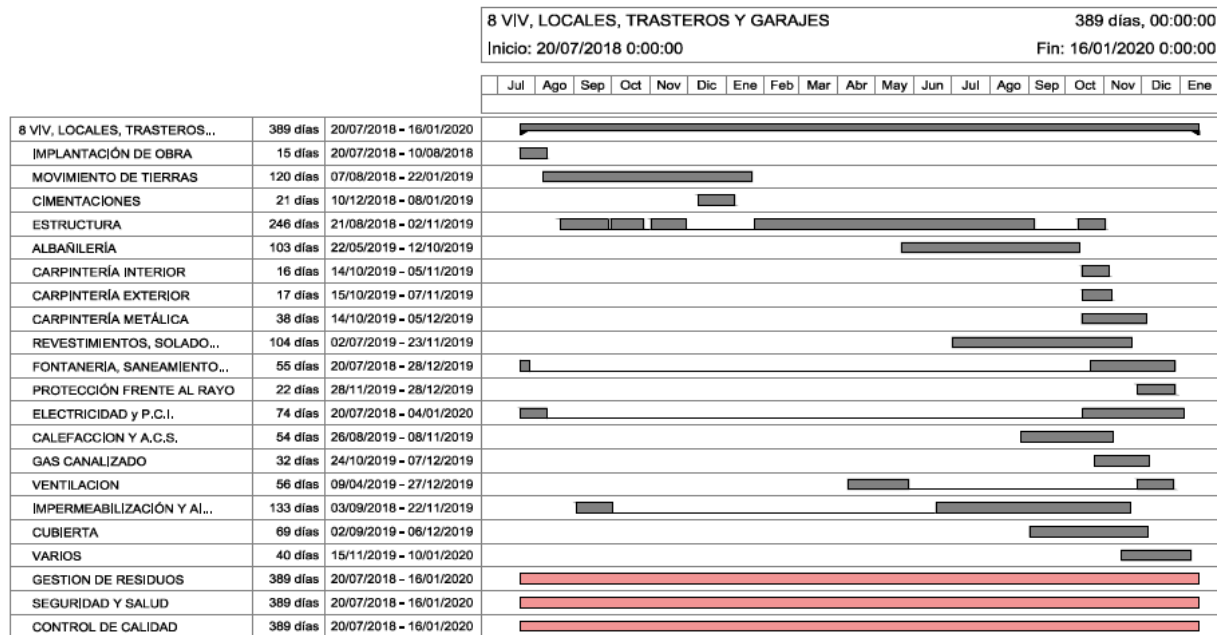 8 VIV, LOCALES, TRASTEROS Y GARAJES 389 días, 00:00:00
Inicio: 20/07/2018 0:00:00 Fin: 16/01/2020 0:00:00
Jul Ago Sep Oct Nov Dic Ene Feb Mar Abr May Jun Jul Ago Sep Oct Nov Dic Ene
8 VIV, LOCALES, TRASTEROS... 389 días 20/07/2018 - 16/01/2020
IMPLANTACIÓN DE OBRA 15 días 20/07/2018 - 10/08/2018
MOVIMIENTO DE TIERRAS 120 días 07/08/2018 - 22/01/2019
CIMENTACIONES 21 días 10/12/2018 - 08/01/2019
ESTRUCTURA 246 días 21/08/2018 - 02/11/2019
ALBAÑILERÍA 103 días 22/05/2019 - 12/10/2019
CARPINTERÍA INTERIOR 16 días 14/10/2019 - 05/11/2019
CARPINTERÍA EXTERIOR 17 días 15/10/2019 - 07/11/2019
CARPINTERÍA METÁLICA 38 días 14/10/2019 - 05/12/2019
REVESTIMIENTOS, SOLADO... 104 días 02/07/2019 - 23/11/2019
FONTANERÍA, SANEAMIENTO... 55 días 20/07/2018 - 28/12/2019
PROTECCIÓN FRENTE AL RAYO 22 días 28/11/2019 - 28/12/2019
ELECTRICIDAD y P.C.I. 74 días 20/07/2018 - 04/01/2020
CALEFACCION Y A.C.S. 54 días 26/08/2019 - 08/11/2019
GAS CANALIZADO 32 días 24/10/2019 - 07/12/2019
VENTILACION 56 días 09/04/2019 - 27/12/2019
IMPERMEABILIZACIÓN Y AI... 133 días 03/09/2018 - 22/11/2019
CUBIERTA 69 días 02/09/2019 - 06/12/2019
VARIOS 40 días 15/11/2019 - 10/01/2020
GESTION DE RESIDUOS 389 días 20/07/2018 - 16/01/2020
SEGURIDAD Y SALUD 389 días 20/07/2018 - 16/01/2020
CONTROL DE CALIDAD 389 días 20/07/2018 - 16/01/2020